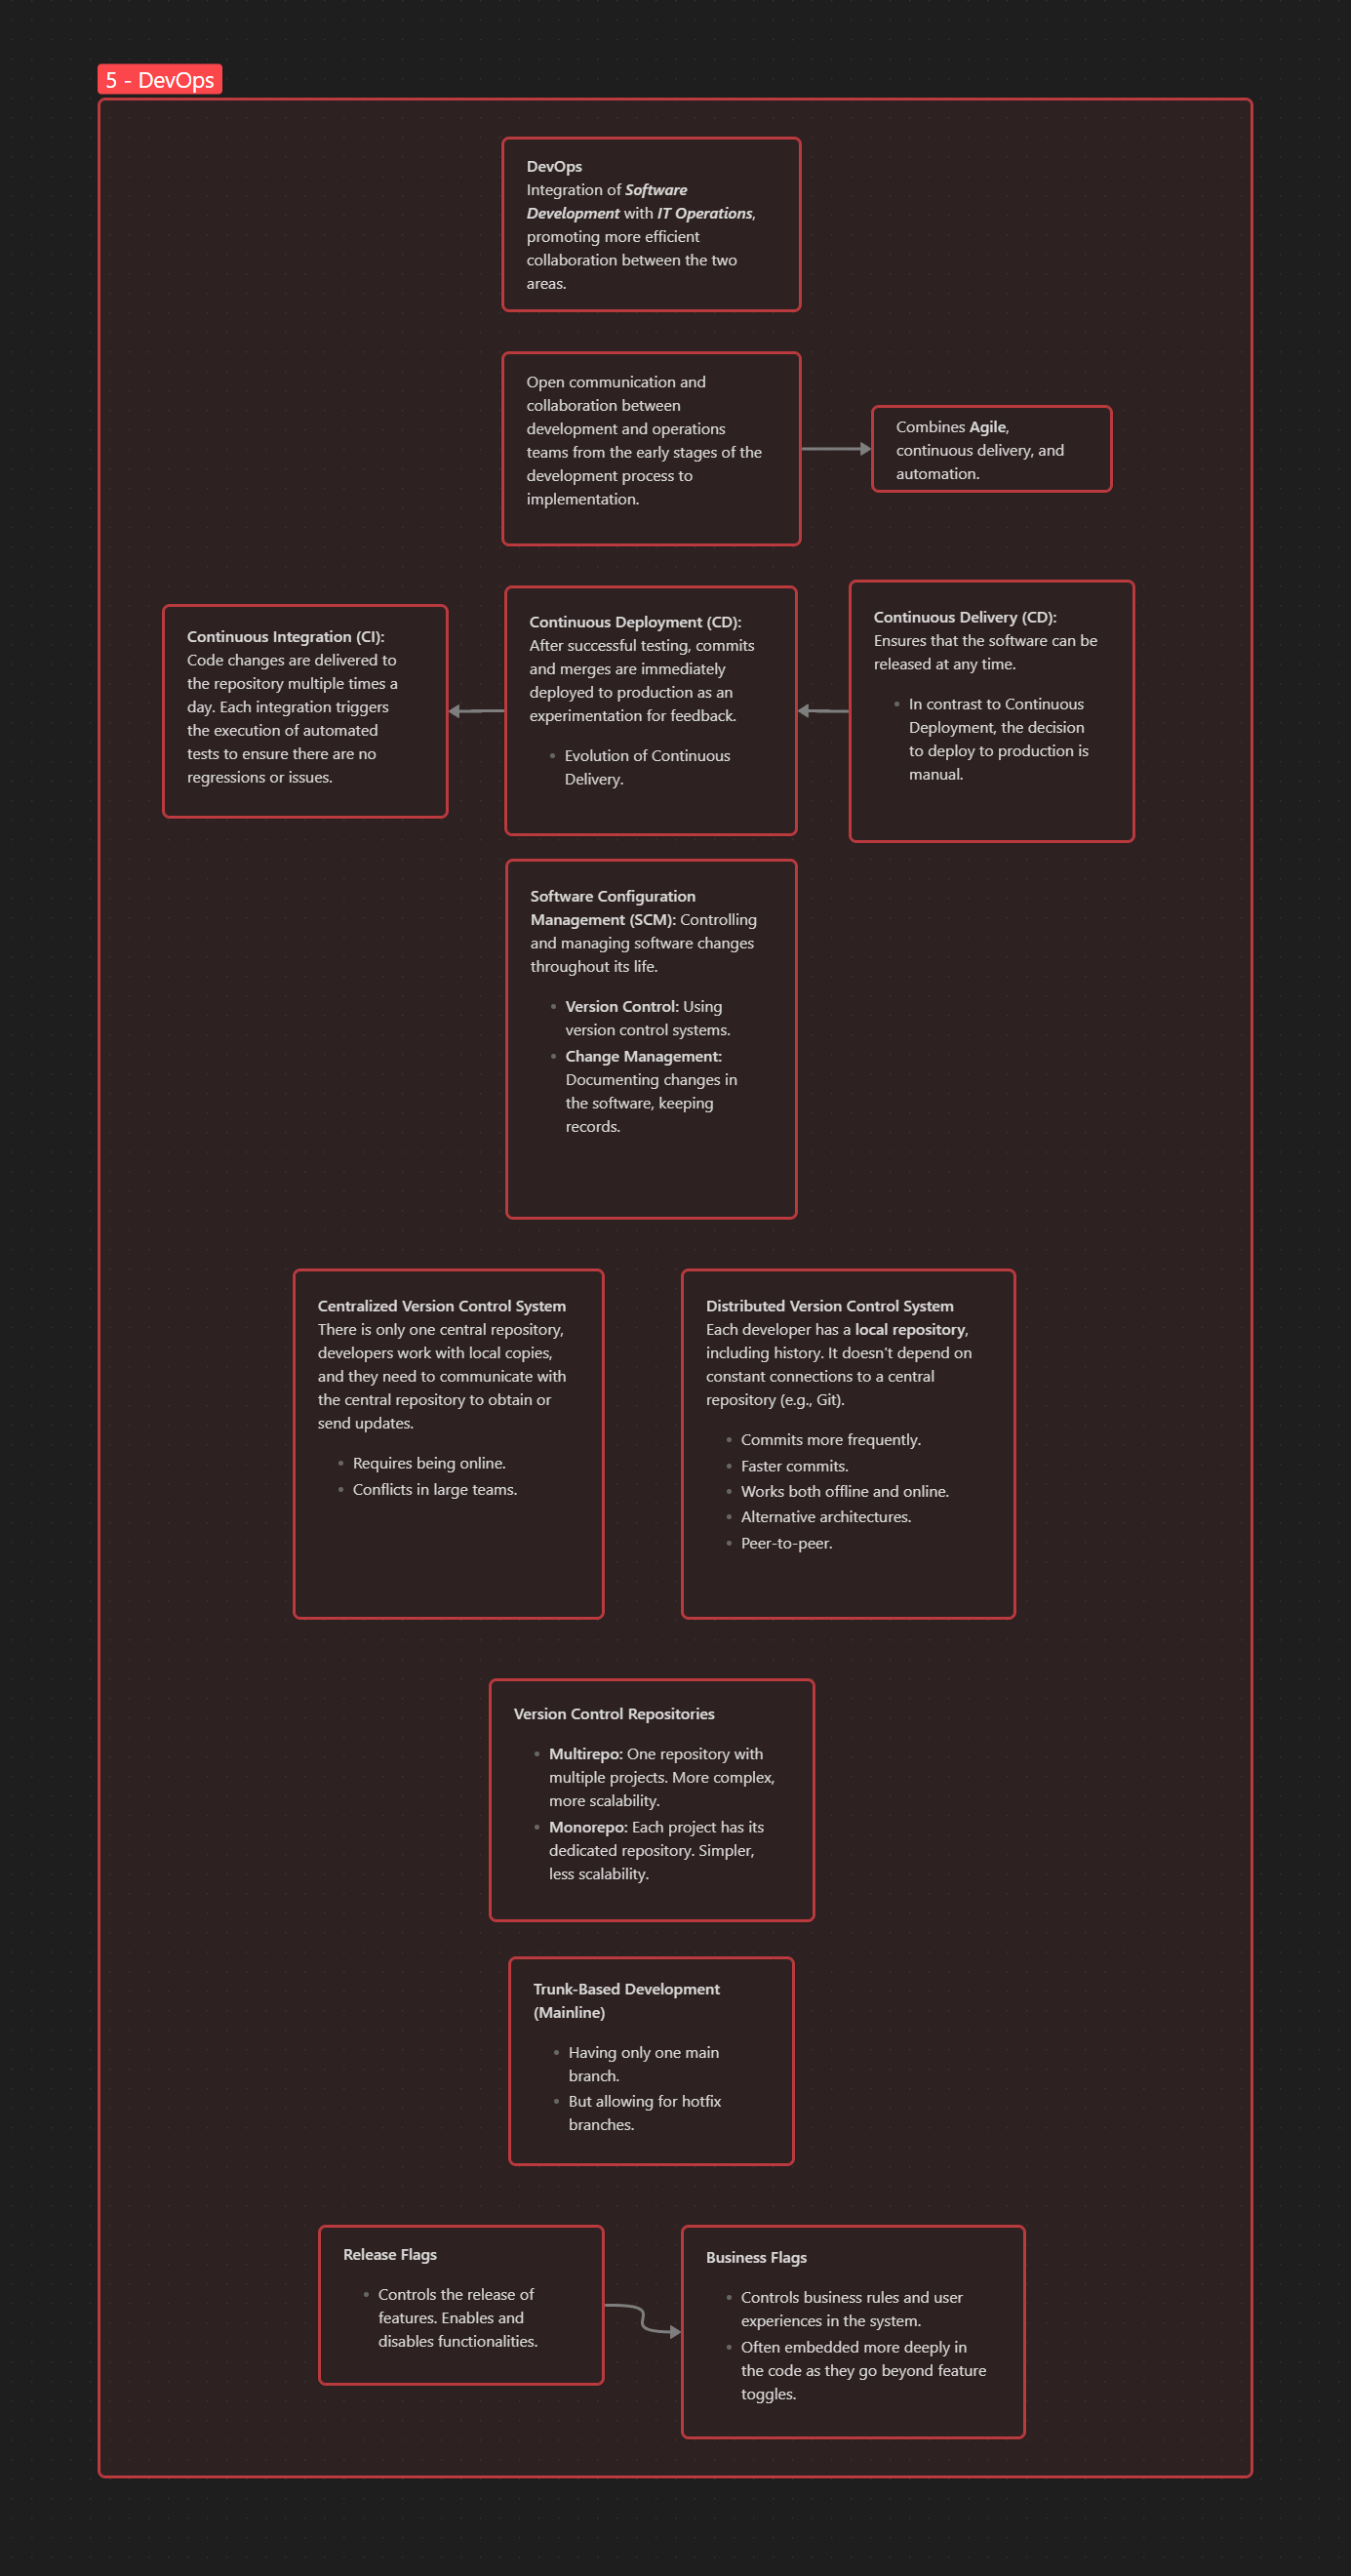 5 - DevOps
DevOps
Integration of Software
Development with IT Operations,
promoting more efficient
collaboration between the two
areas.
Open communication and
collaboration between
development and operations
teams from the early stages of the
development process to
implementation.
Combines Agile,
continuous delivery, and
automation.
Continuous Integration (CI):
Code changes are delivered to
the repository multiple times a
day. Each integration triggers
the execution of automated
tests to ensure there are no
regressions or issues.
Continuous Deployment (CD):
After successful testing, commits
and merges are immediately
deployed to production as an
experimentation for feedback.
• Evolution of Continuous
Delivery.
Continuous Delivery (CD):
Ensures that the software can be
released at any time.
• In contrast to Continuous
Deployment, the decision
to deploy to production is
manual.
Software Configuration
Management (SCM): Controlling
and managing software changes
throughout its life.
• Version Control: Using
version control systems.
• Change Management:
Documenting changes in
the software, keeping
records.
Centralized Version Control System
There is only one central repository,
developers work with local copies,
and they need to communicate with
the central repository to obtain or
send updates.
• Requires being online.
• Conflicts in large teams.
Distributed Version Control System
Each developer has a local repository,
including history. It doesn't depend on
constant connections to a central
repository (e.g., Git).
• Commits more frequently.
• Faster commits.
• Works both offline and online.
• Alternative architectures.
• Peer-to-peer.
Version Control Repositories
• Multirepo: One repository with
multiple projects. More complex,
more scalability.
• Monorepo: Each project has its
dedicated repository. Simpler,
less scalability.
Trunk-Based Development
(Mainline)
• Having only one main
branch.
• But allowing for hotfix
branches.
Release Flags
• Controls the release of
features. Enables and
disables functionalities.
Business Flags
• Controls business rules and user
experiences in the system.
• Often embedded more deeply in
the code as they go beyond feature
toggles.